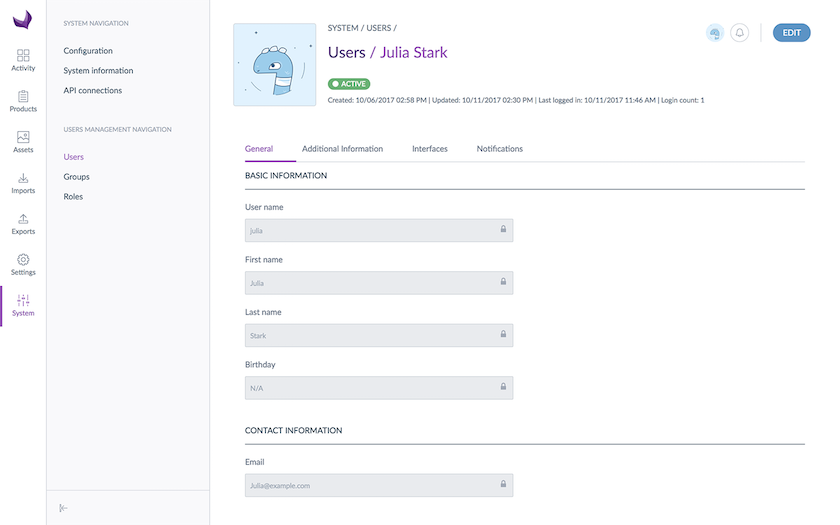 Activity
Products
Assets
Imports
Exports
Settings
System
SYSTEM NAVIGATION
Configuration
System information
API connections
USERS MANAGEMENT NAVIGATION
Users
Groups
Roles
SYSTEM / USERS /
Users / Julia Stark
ACTIVE
Created: 10/06/2017 02:58 PM | Updated: 10/11/2017 02:30 PM | Last logged in: 10/11/2017 11:46 AM | Login count: 1
EDIT
General Additional Information Interfaces Notifications
BASIC INFORMATION
User name
julia
First name
Julia
Last name
Stark
Birthday
N/A
CONTACT INFORMATION
Email
Julia@example.com